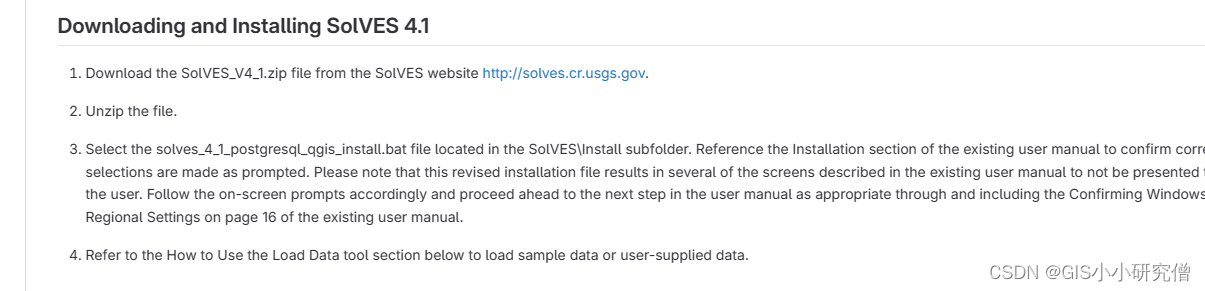 Downloading and Installing SolVES 4.1
1. Download the SolVES_V4_1.zip file from the SolVES website http://solves.cr.usgs.gov.
2. Unzip the file.
3. Select the solves_4_1_postgresql_qgis_install.bat file located in the SolVES\Install subfolder. Reference the Installation section of the existing user manual to confirm corre
selections are made as prompted. Please note that this revised installation file results in several of the screens described in the existing user manual to not be presented t
the user. Follow the on-screen prompts accordingly and proceed ahead to the next step in the user manual as appropriate through and including the Confirming Windows
Regional Settings on page 16 of the existing user manual.
4. Refer to the How to Use the Load Data tool section below to load sample data or user-supplied data.
CSDN @GIS小小研究僧